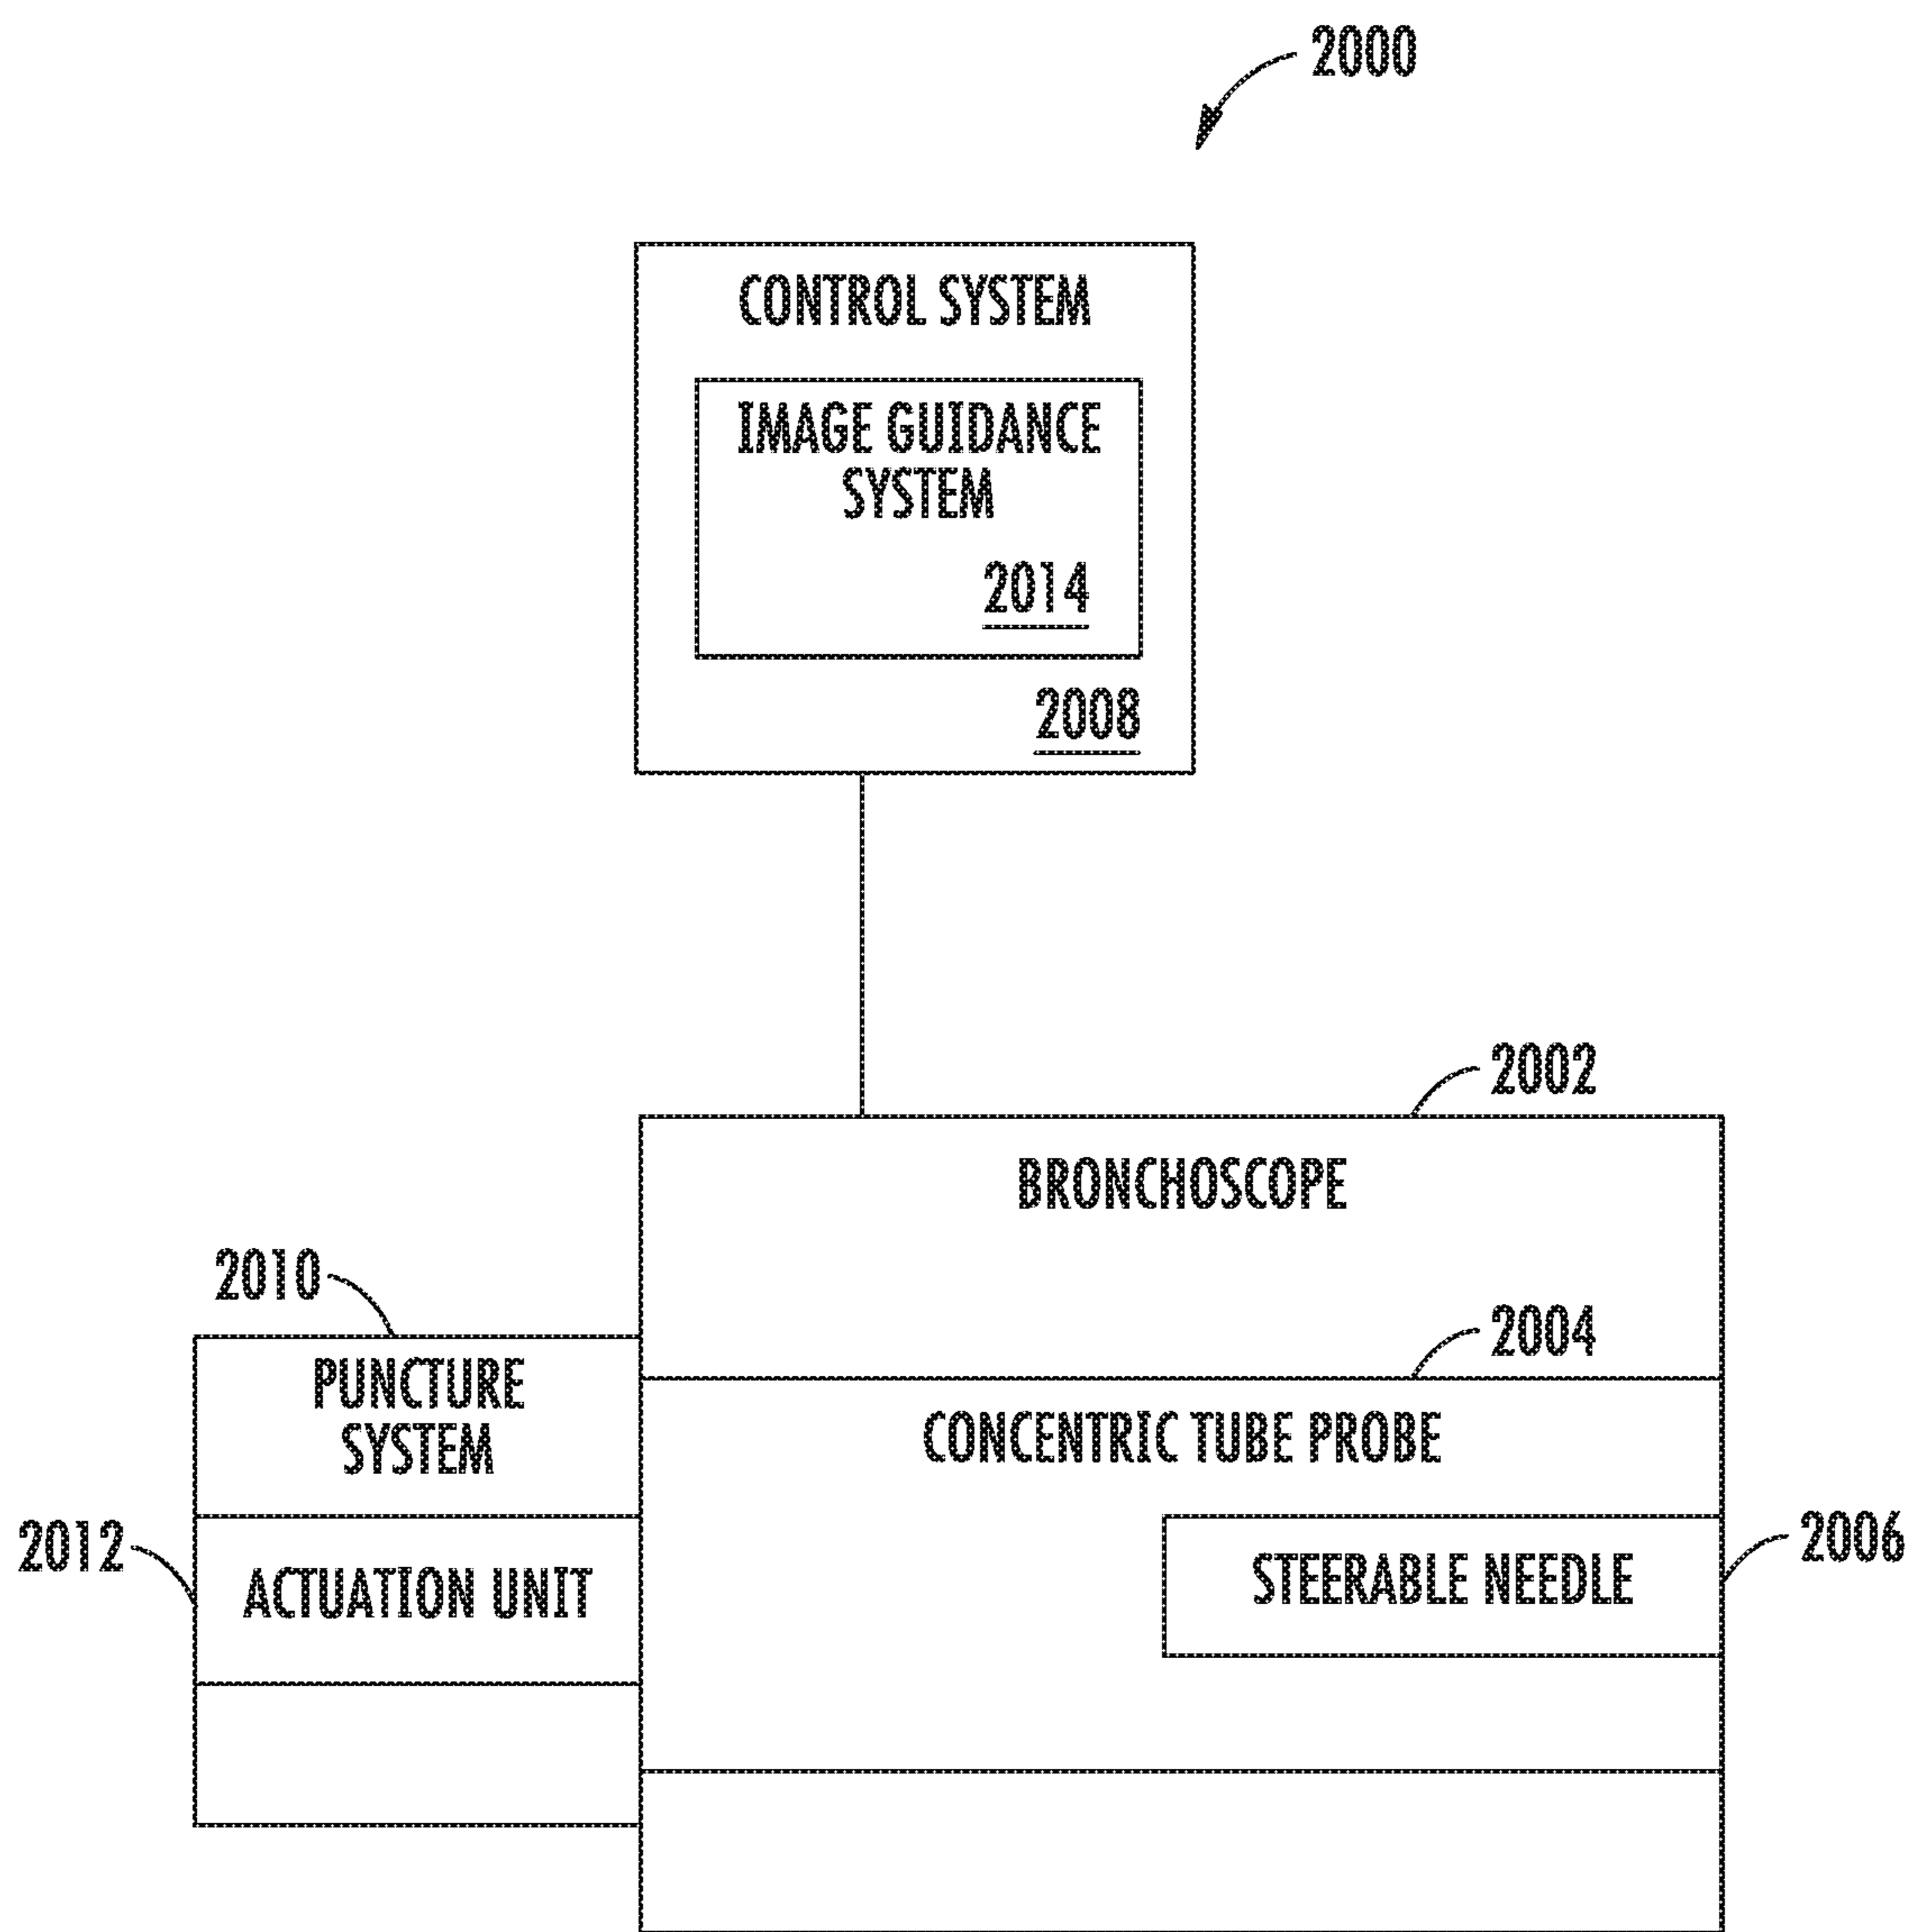 2000
CONTROL SYSTEM
IMAGE GUIDANCE
SYSTEM
2014
2008
2002
BRONCHOSCOPE
2010
2004
PUNCTURE
SYSTEM
CONCENTRIC TUBE PROBE
2012
ACTUATION UNIT
STEERABLE NEEDLE
2006